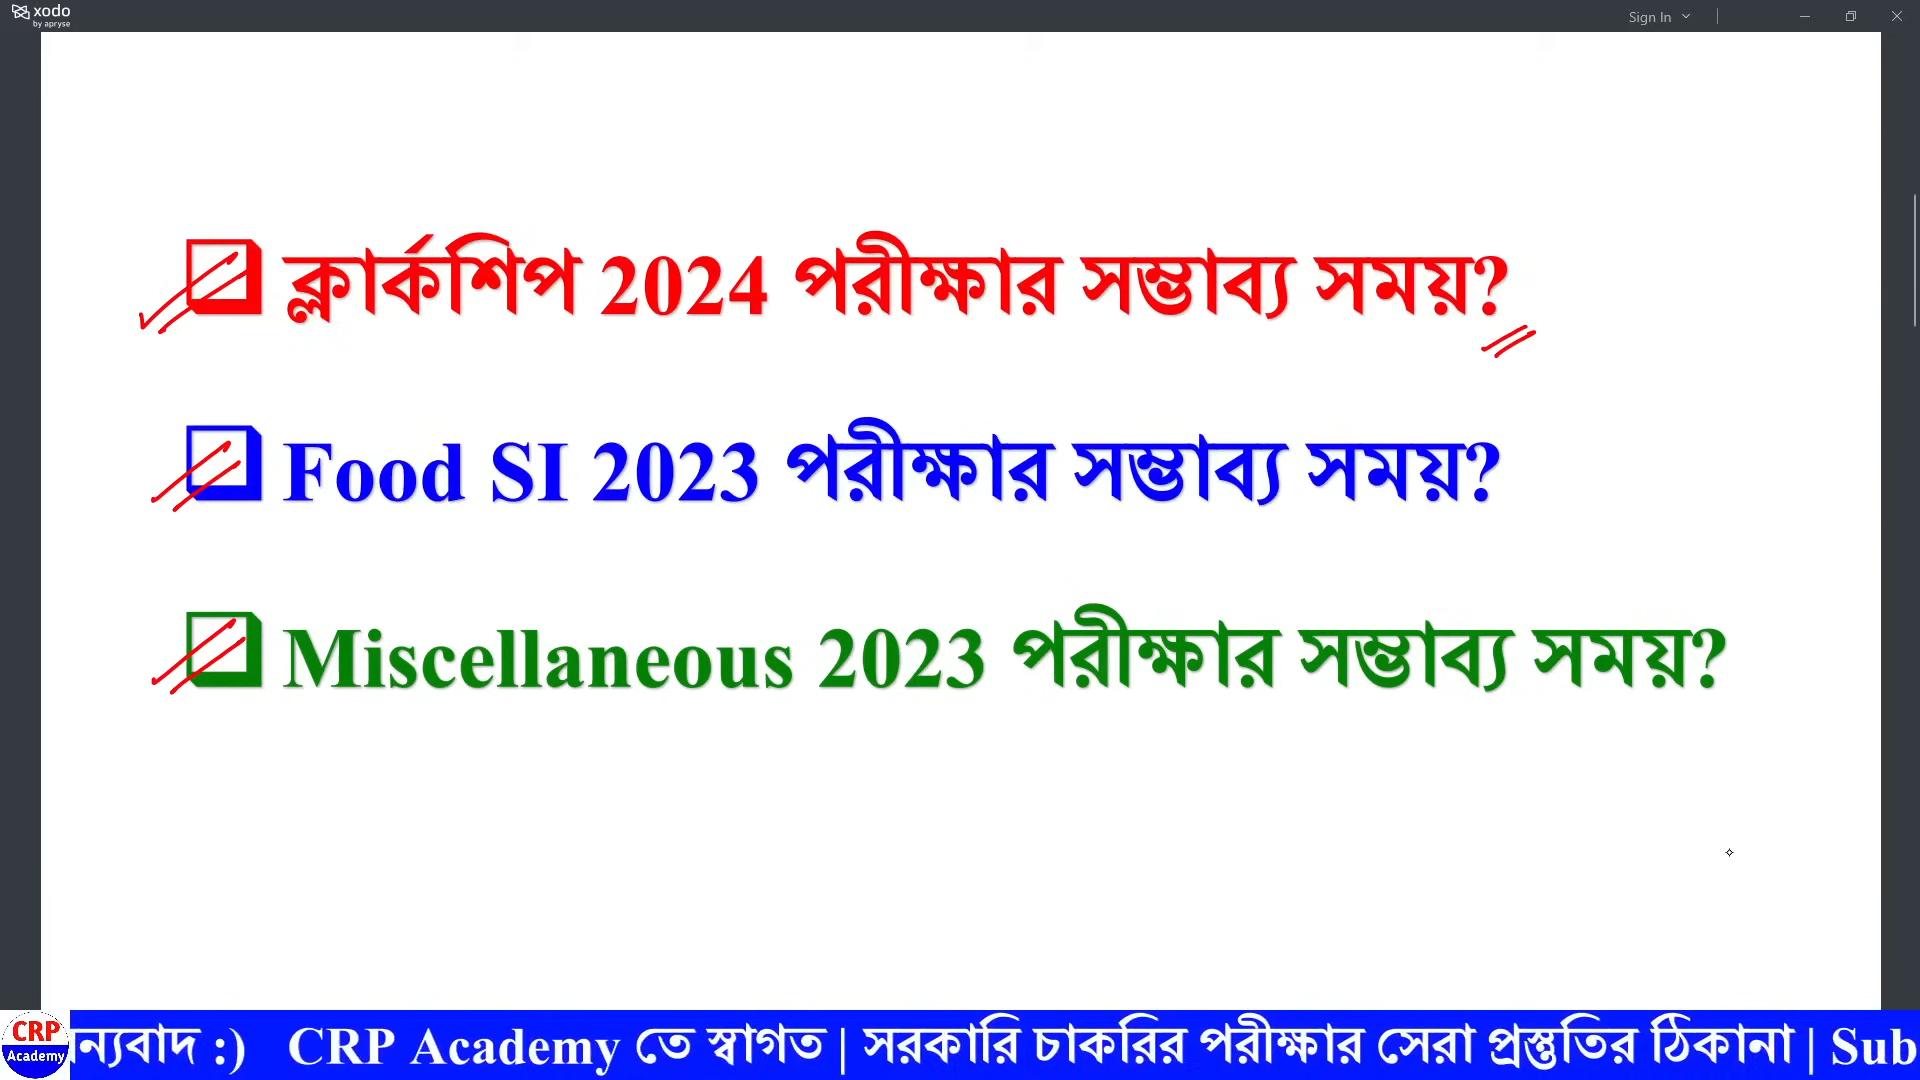 xodo
by apryse
Sign In
ক্লার্কশিপ 2024 পরীক্ষার সম্ভাব্য সময়?
Food SI 2023 পরীক্ষার সম্ভাব্য সময়?
Miscellaneous 2023 পরীক্ষার সম্ভাব্য সময়?
CRP
Academy
ন্যবাদ :) CRP Academy তে স্বাগত | সরকারি চাকরির পরীক্ষার সেরা প্রস্তুতির ঠিকানা | Sub